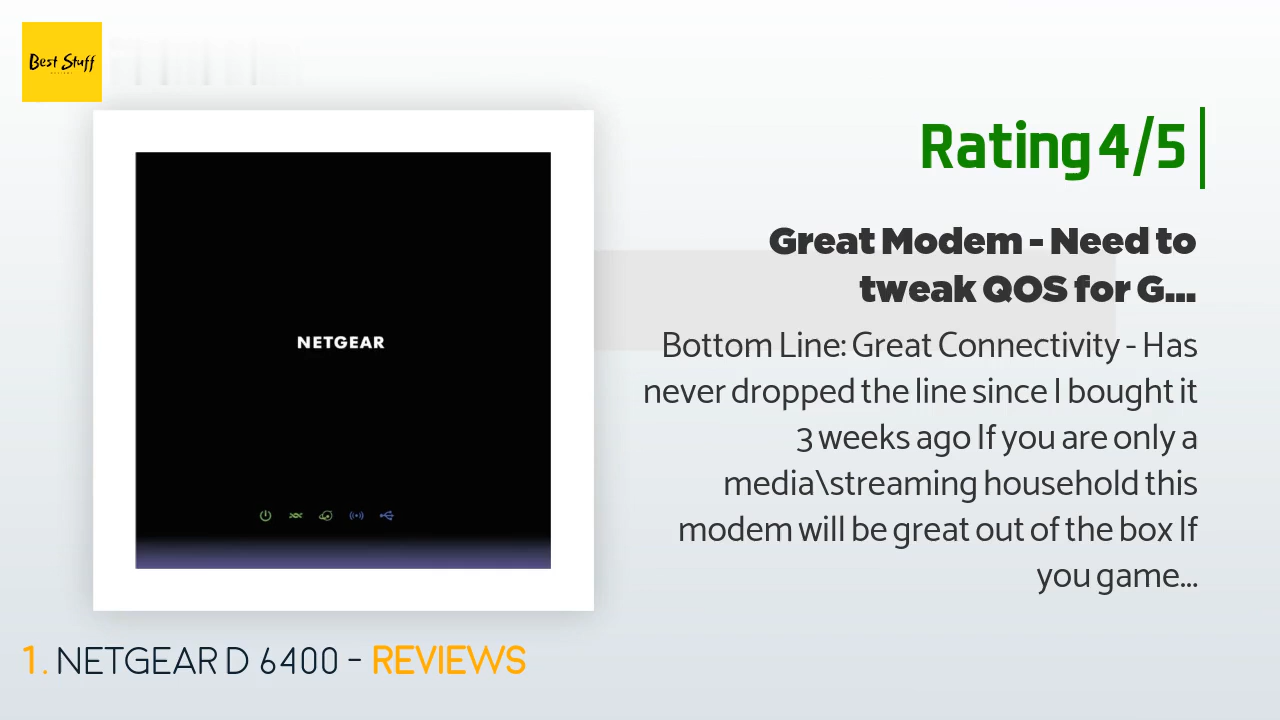 Best Stuff
Rating 4/5
Great Modem - Need to
tweak QOS for G...
Bottom Line: Great Connectivity - Has
never dropped the line since I bought it
3 weeks ago If you are only a
media\streaming household this
modem will be great out of the box If
you game...
NETGEAR
1. NETGEAR D 6400 - REVIEWS